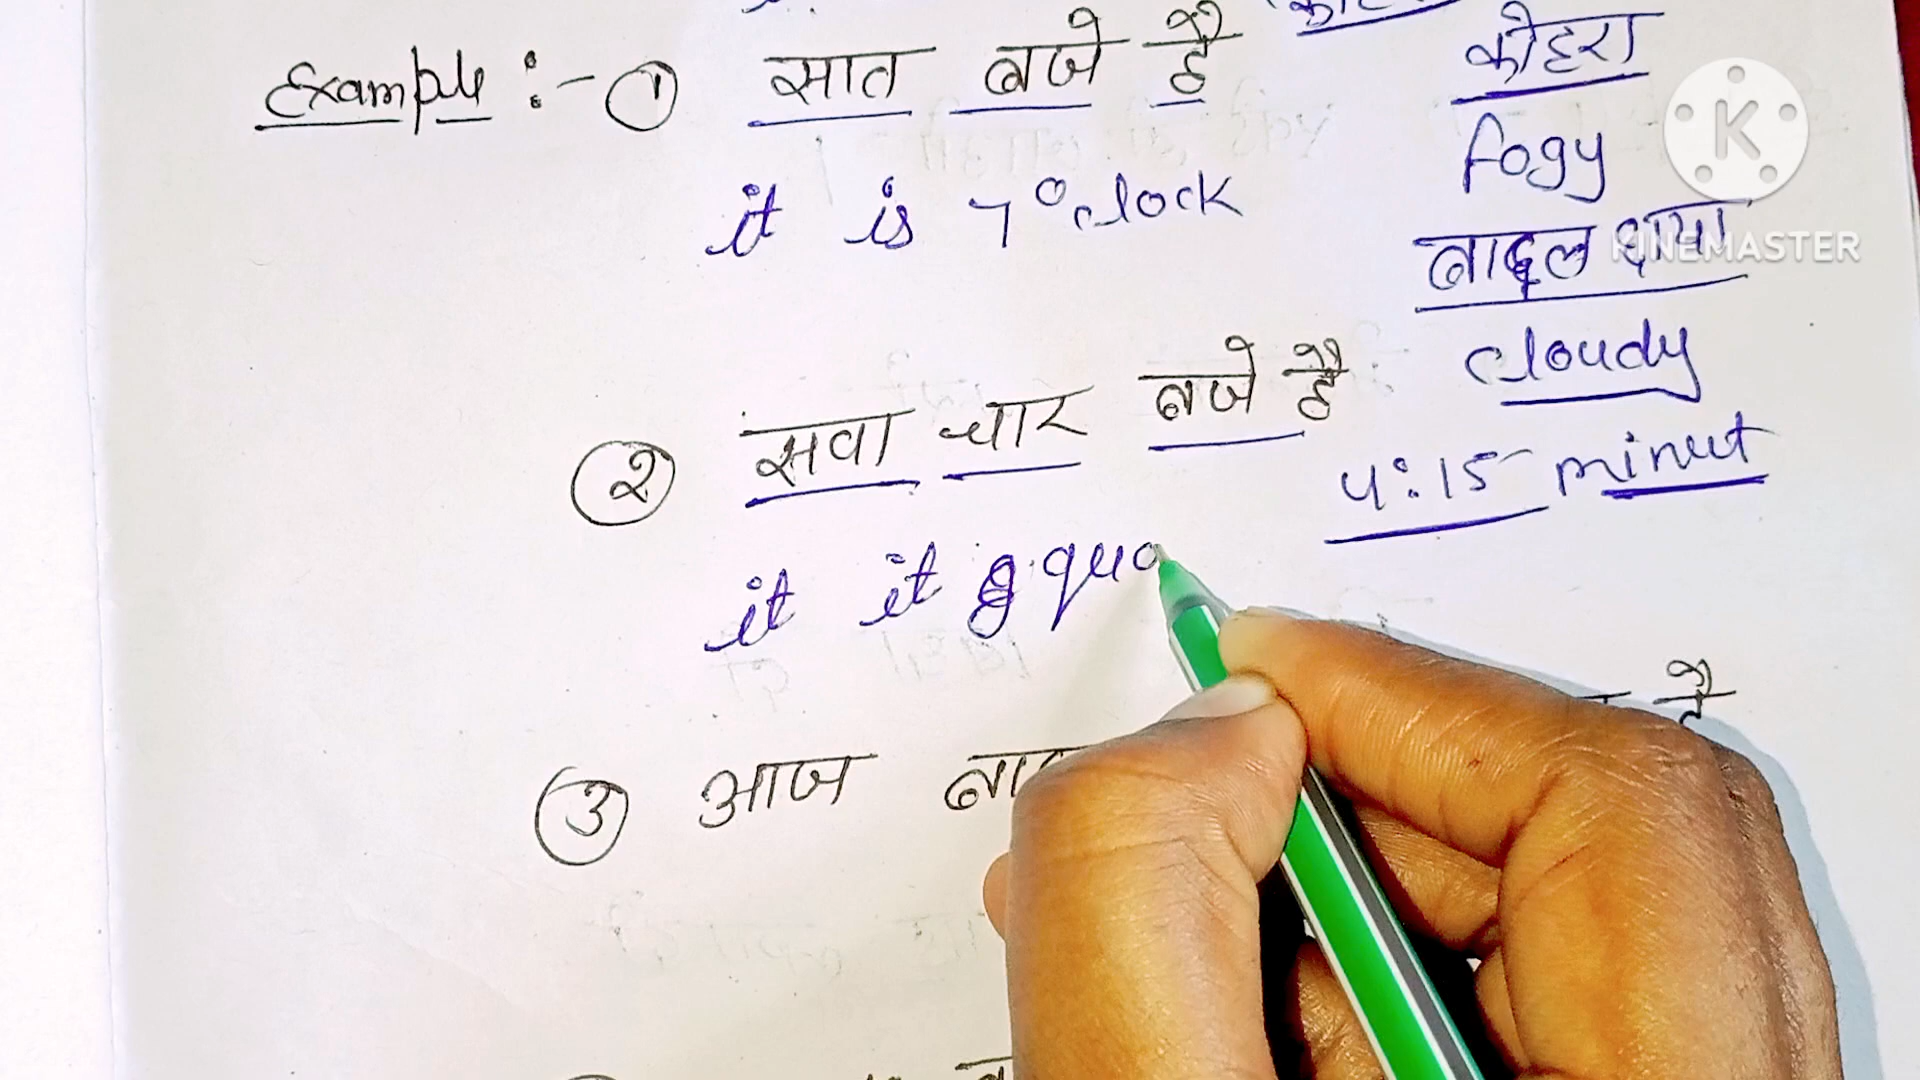 Example :- ① सात बजे है
it is 7 o'clock
कोहरा
fogy
बादल छाया
cloudy
② सवा चार बजे है
4:15 minut
it it qua
③ आज
है
K
KINEMASTER